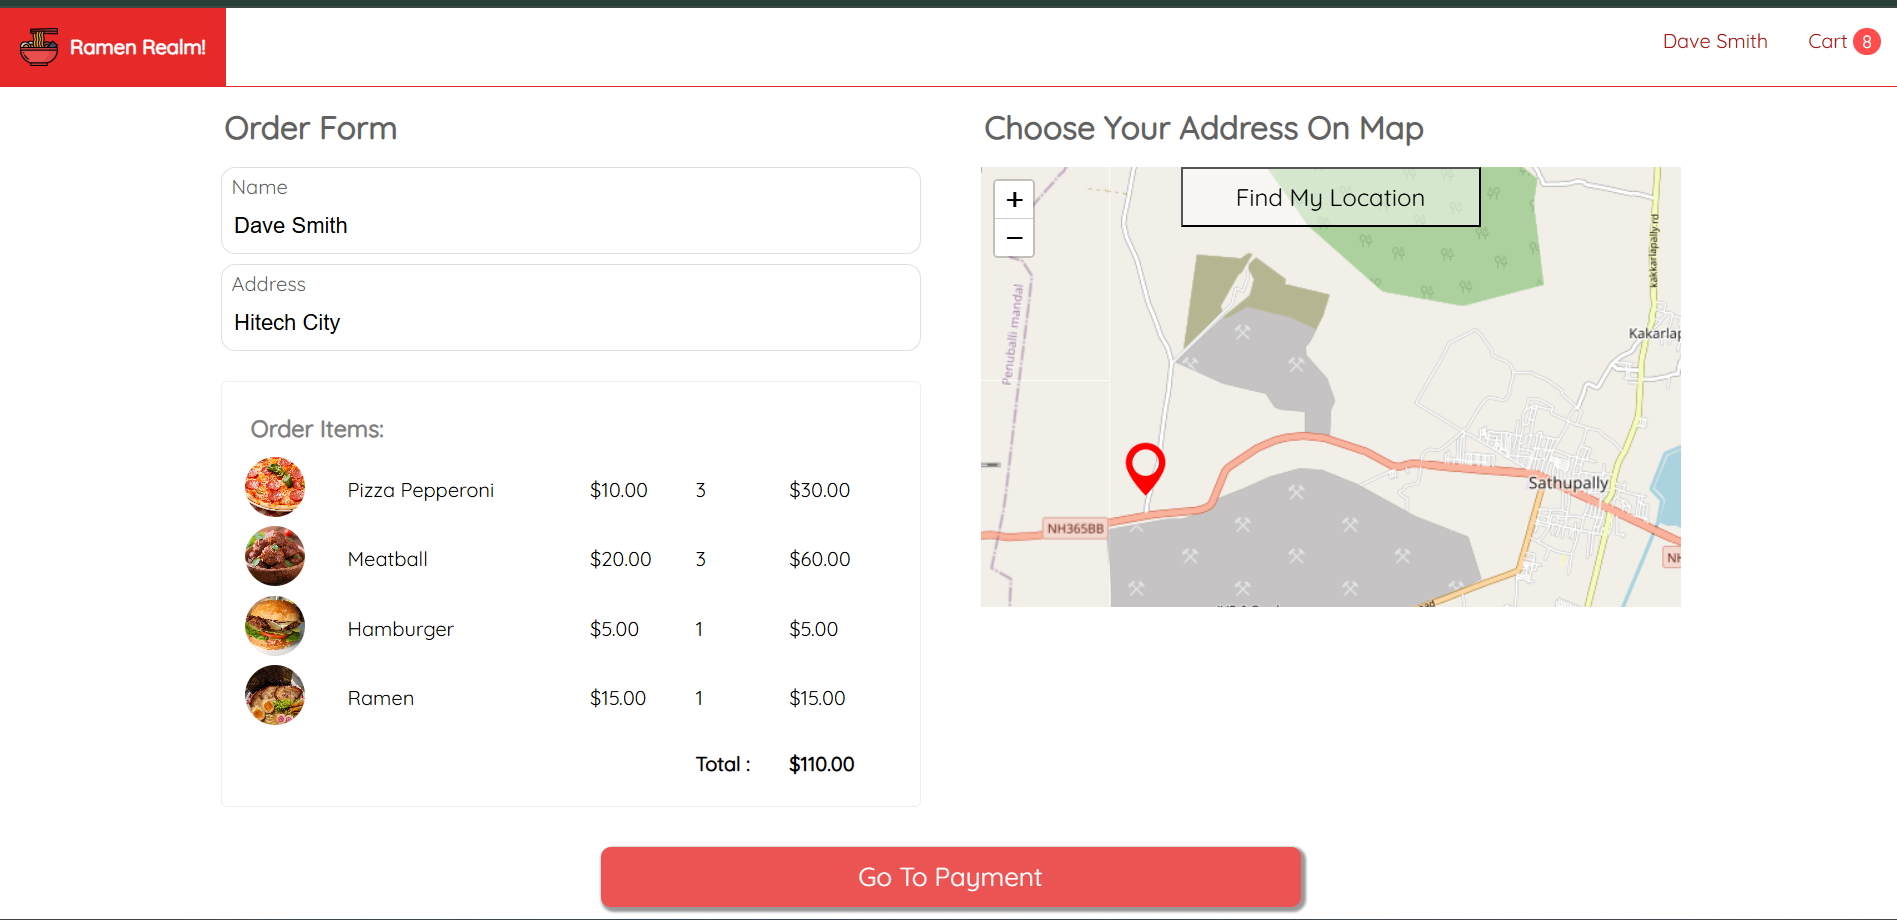 Ramen Realm!
Dave Smith
Cart 8
Order Form
Name
Dave Smith
Address
Hitech City
Order Items:
Pizza Pepperoni $10.00 3 $30.00
Meatball $20.00 3 $60.00
Hamburger $5.00 1 $5.00
Ramen $15.00 1 $15.00
Total : $110.00
Choose Your Address On Map
+
−
Find My Location
Penuballi mandal
kakkarlapally rd
Kakarlap
Sathupally
NH365BB
NH
Go To Payment